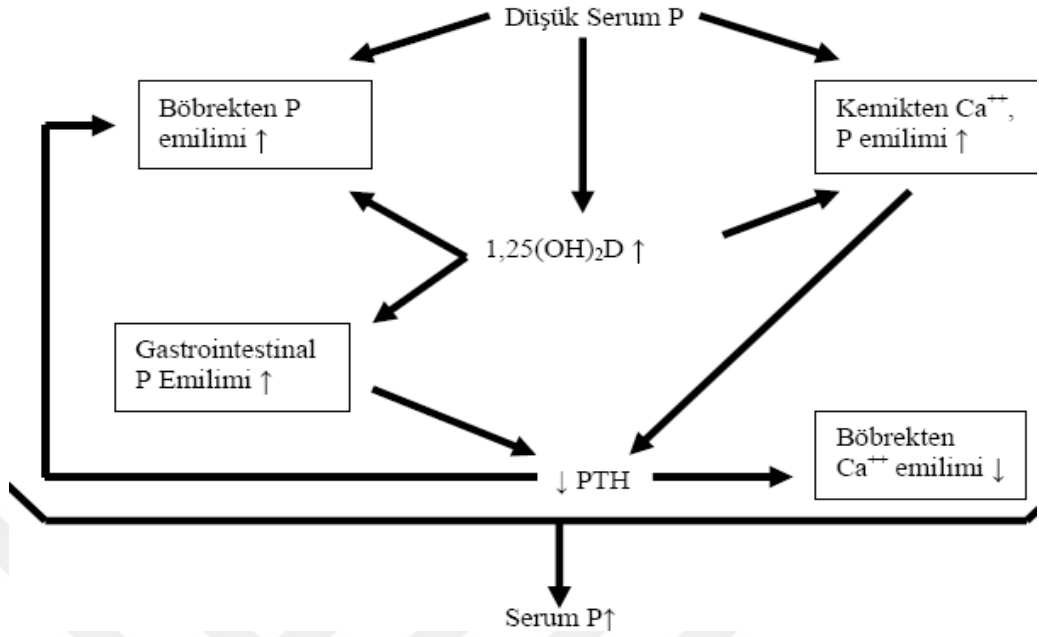 Düşük Serum P
Böbrekten P
emilimi ↑
Kemikten Ca⁺⁺,
P emilimi ↑
1,25(OH)₂D ↑
Gastrointestinal
P Emilimi ↑
Böbrekten
Ca⁺⁺ emilimi ↓
↓ PTH
Serum P↑